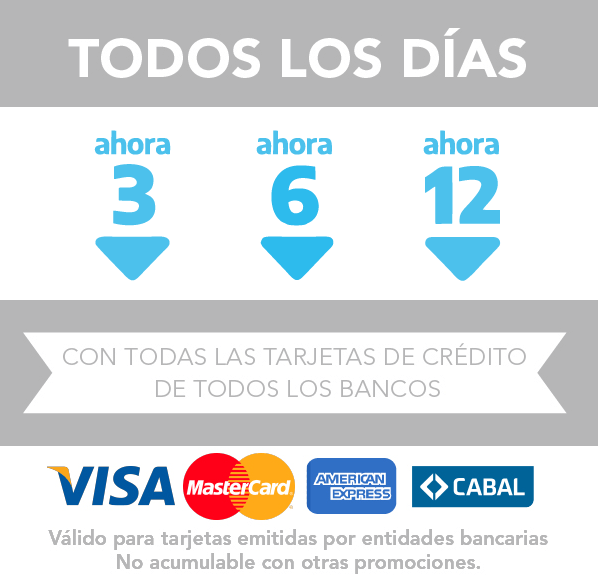 TODOS LOS DÍAS
ahora ahora ahora
3 6 12
CON TODAS LAS TARJETAS DE CRÉDITO
DE TODOS LOS BANCOS
VISA MasterCard AMERICAN EXPRESS CABAL
Válido para tarjetas emitidas por entidades bancarias
No acumulable con otras promociones.